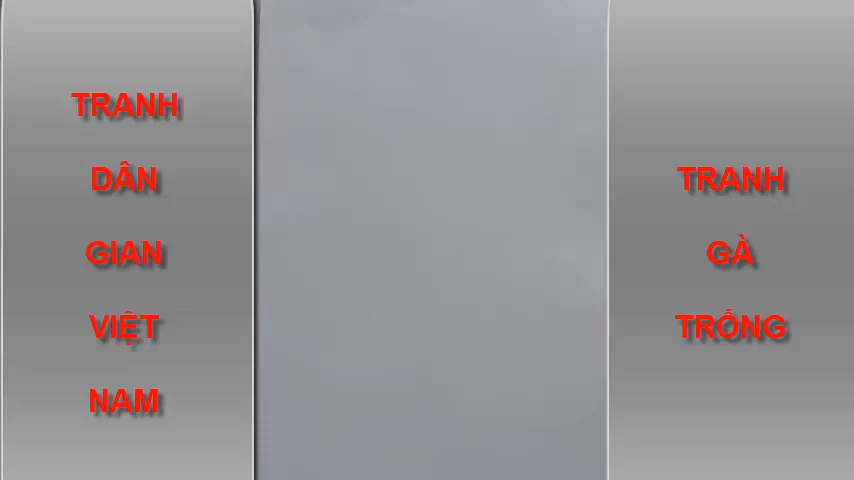 TRANH
DÂN
GIAN
VIỆT
NAM
TRANH
GÀ
TRỐNG